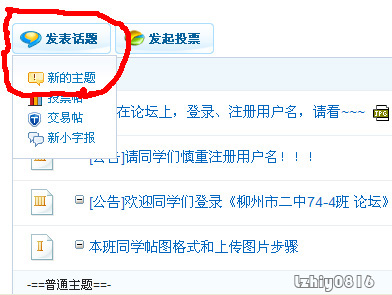 发表话题 发起投票
新的主题
投票帖
在论坛上，登录、注册用户名，请看~~~ JPG
交易帖
新小字报
[公告]请同学们慎重注册用户名！！！
III [公告]欢迎同学们登录《柳州市二中74-4班 论坛》
II 本班同学帖图格式和上传图片步骤
-==普通主题==-
lzhiy0816